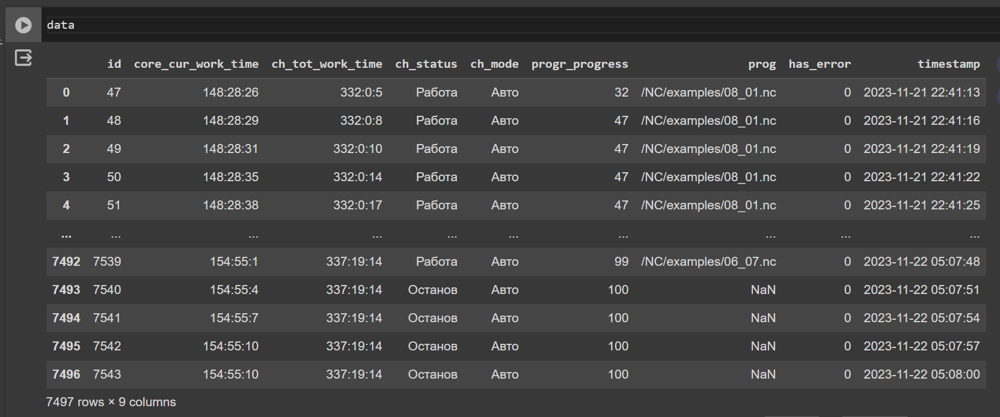 data
id core_cur_work_time ch_tot_work_time ch_status ch_mode progr_progress prog has_error timestamp
0 47 148:28:26 332:0:5 Работа Авто 32 /NC/examples/08_01.nc 0 2023-11-21 22:41:13
1 48 148:28:29 332:0:8 Работа Авто 47 /NC/examples/08_01.nc 0 2023-11-21 22:41:16
2 49 148:28:31 332:0:10 Работа Авто 47 /NC/examples/08_01.nc 0 2023-11-21 22:41:19
3 50 148:28:35 332:0:14 Работа Авто 47 /NC/examples/08_01.nc 0 2023-11-21 22:41:22
4 51 148:28:38 332:0:17 Работа Авто 47 /NC/examples/08_01.nc 0 2023-11-21 22:41:25
... ... ... ... ... ... ... ... ... ...
7492 7539 154:55:1 337:19:14 Работа Авто 99 /NC/examples/06_07.nc 0 2023-11-22 05:07:48
7493 7540 154:55:4 337:19:14 Останов Авто 100 NaN 0 2023-11-22 05:07:51
7494 7541 154:55:7 337:19:14 Останов Авто 100 NaN 0 2023-11-22 05:07:54
7495 7542 154:55:10 337:19:14 Останов Авто 100 NaN 0 2023-11-22 05:07:57
7496 7543 154:55:10 337:19:14 Останов Авто 100 NaN 0 2023-11-22 05:08:00
7497 rows × 9 columns